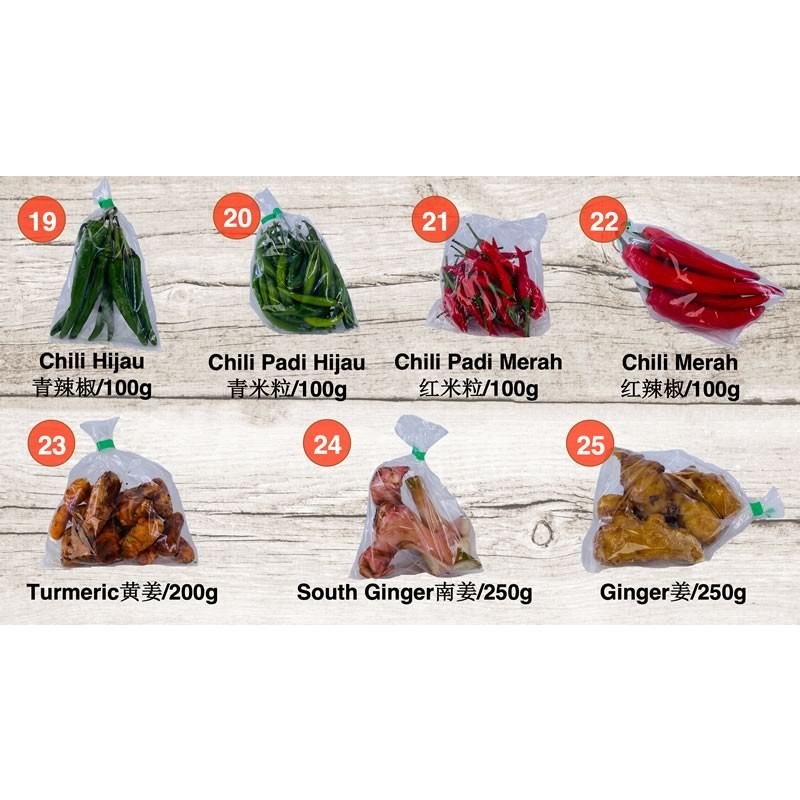 19
20
21
22
Chili Hijau
青辣椒/100g
Chili Padi Hijau
青米粒/100g
Chili Padi Merah
红米粒/100g
Chili Merah
红辣椒/100g
23
24
25
Turmeric黄姜/200g
South Ginger南姜/250g
Ginger姜/250g